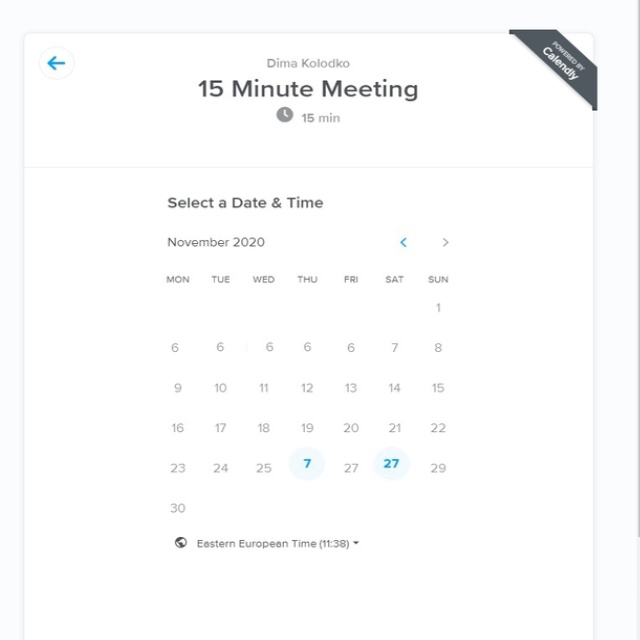 POWERED BY
Calendly
Dima Kolodko
15 Minute Meeting
15 min
Select a Date & Time
November 2020
MON TUE WED THU FRI SAT SUN
1
6 6 6 6 6 7 8
9 10 11 12 13 14 15
16 17 18 19 20 21 22
23 24 25 7 27 27 29
30
Eastern European Time (11:38)